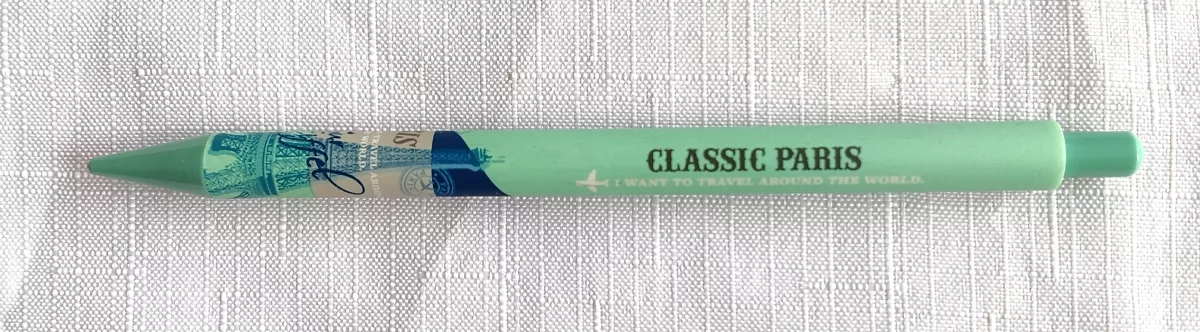 CLASSIC PARIS
I WANT TO TRAVEL AROUND THE WORLD.